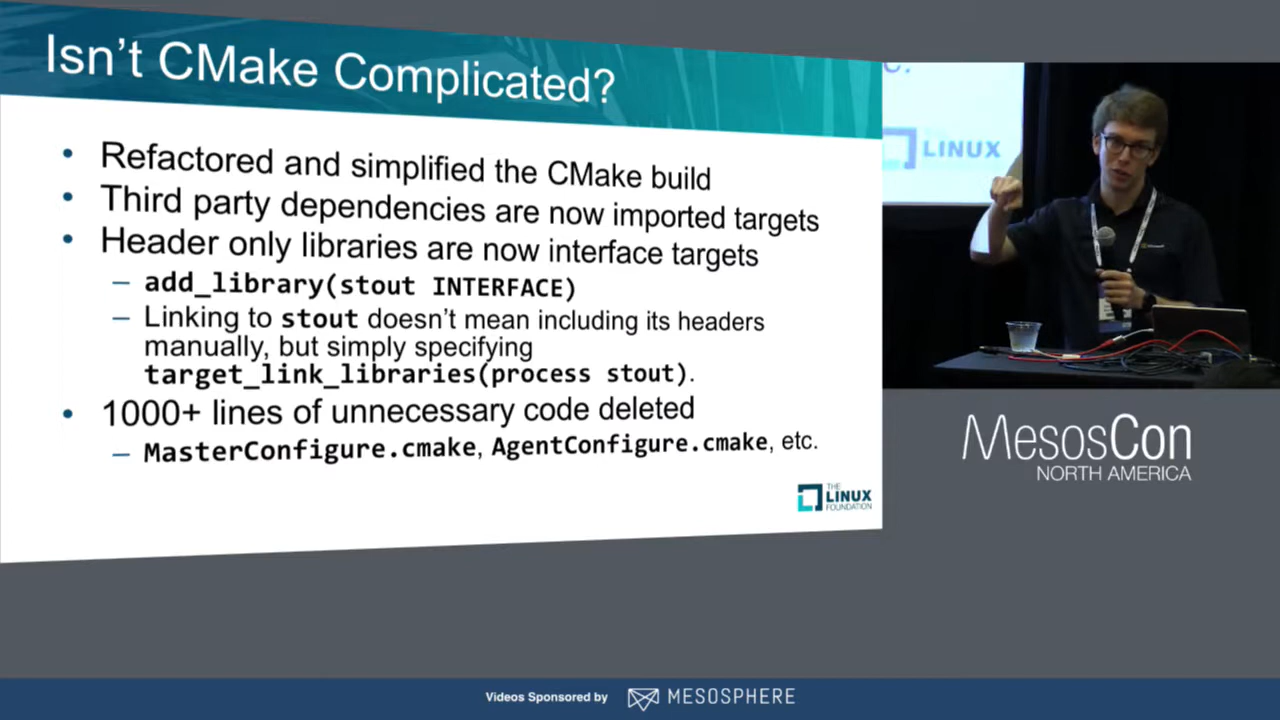 Isn't CMake Complicated?
• Refactored and simplified the CMake build
• Third party dependencies are now imported targets
• Header only libraries are now interface targets
– add_library(stout INTERFACE)
– Linking to stout doesn't mean including its headers
manually, but simply specifying
target_link_libraries(process stout).
• 1000+ lines of unnecessary code deleted
– MasterConfigure.cmake, AgentConfigure.cmake, etc.
THE
LINUX
FOUNDATION
LINUX
MesosCon
NORTH AMERICA
Videos Sponsored by MESOSPHERE